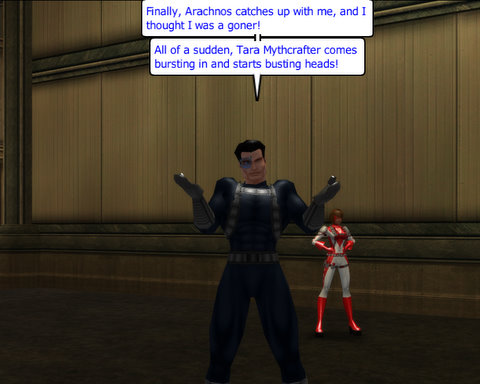 Finally, Arachnos catches up with me, and I
thought I was a goner!
All of a sudden, Tara Mythcrafter comes
bursting in and starts busting heads!